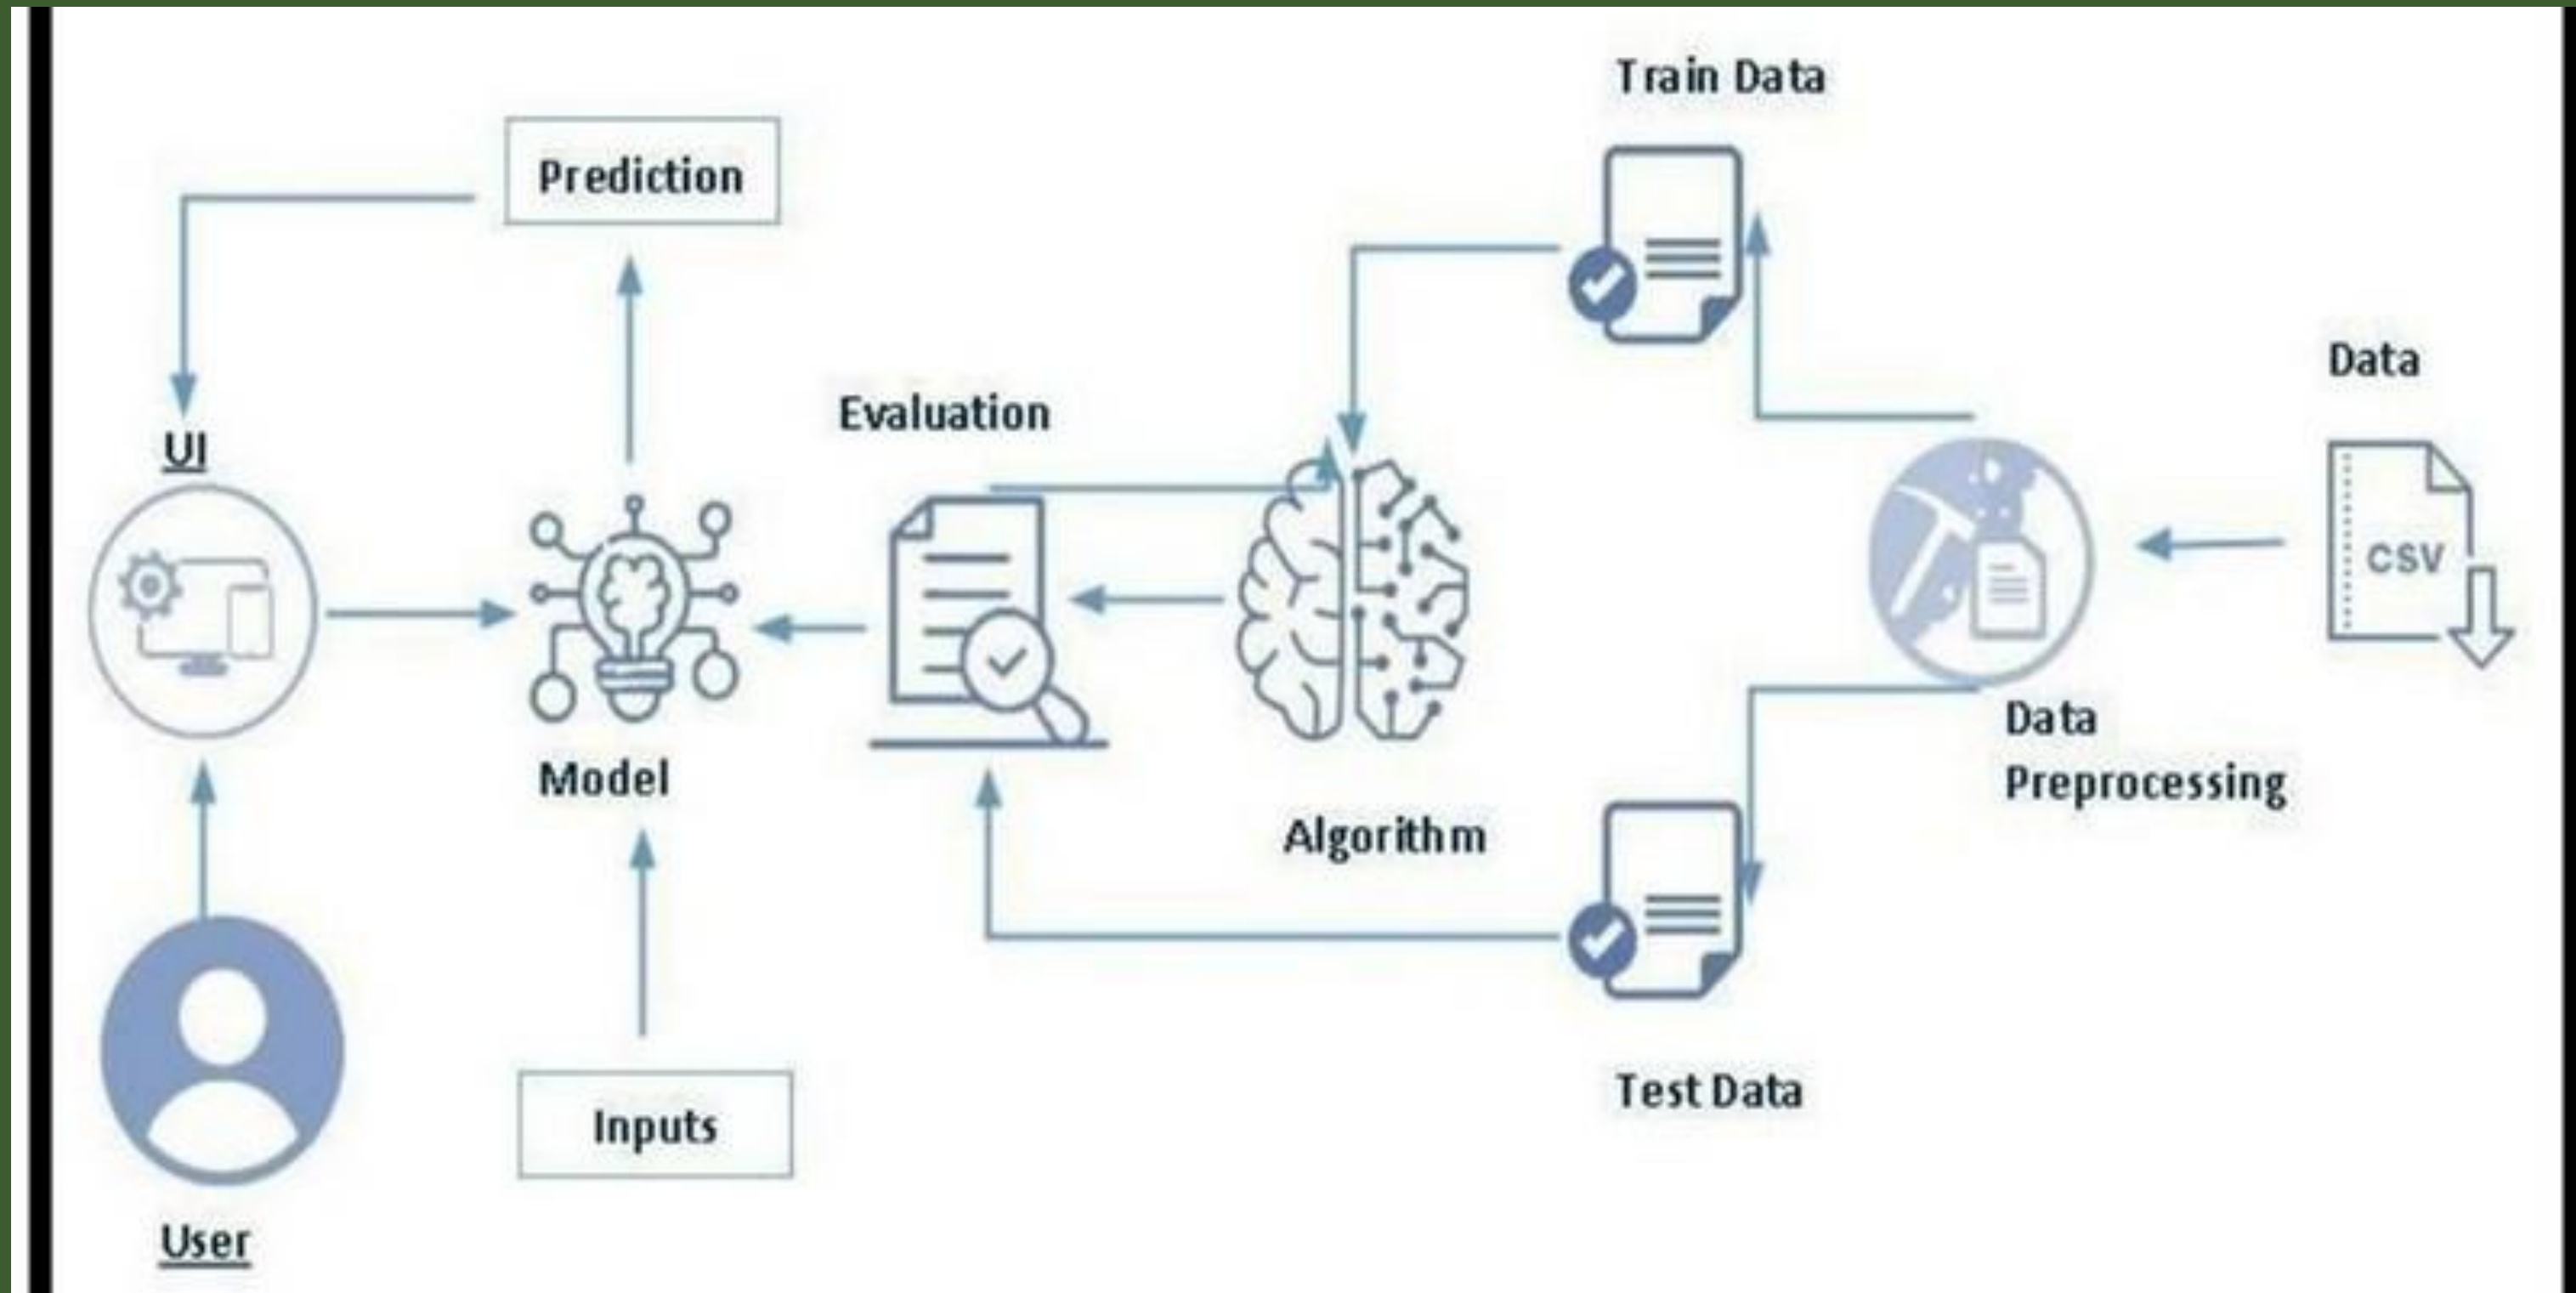 Train Data
Prediction
Data
Evaluation
UI
CSV
Data
Preprocessing
Model
Algorithm
Test Data
Inputs
User